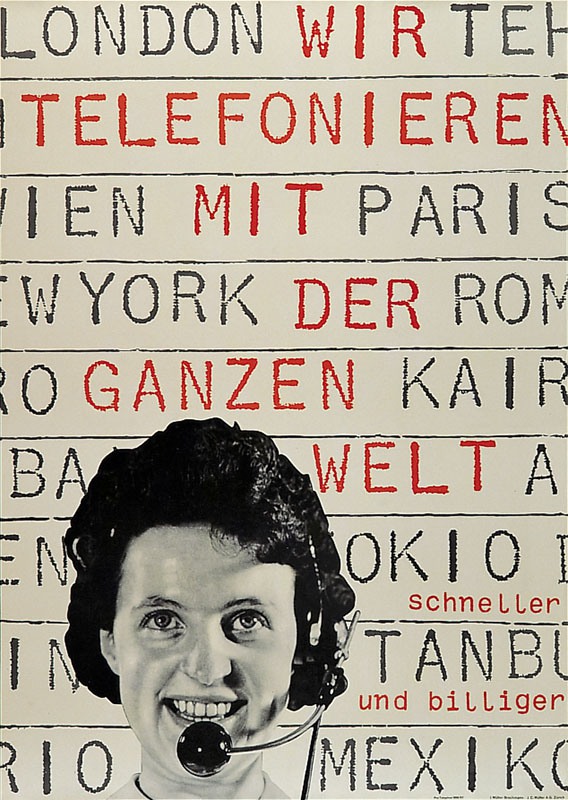 LONDON WIR TEH
TELEFONIEREN
WIEN MIT PARIS
EWYORK DER ROM
RO GANZEN KAIR
BA WELT A
EN OKIO D
schneller
IN TANBU
und billiger
RIO MEXIKO